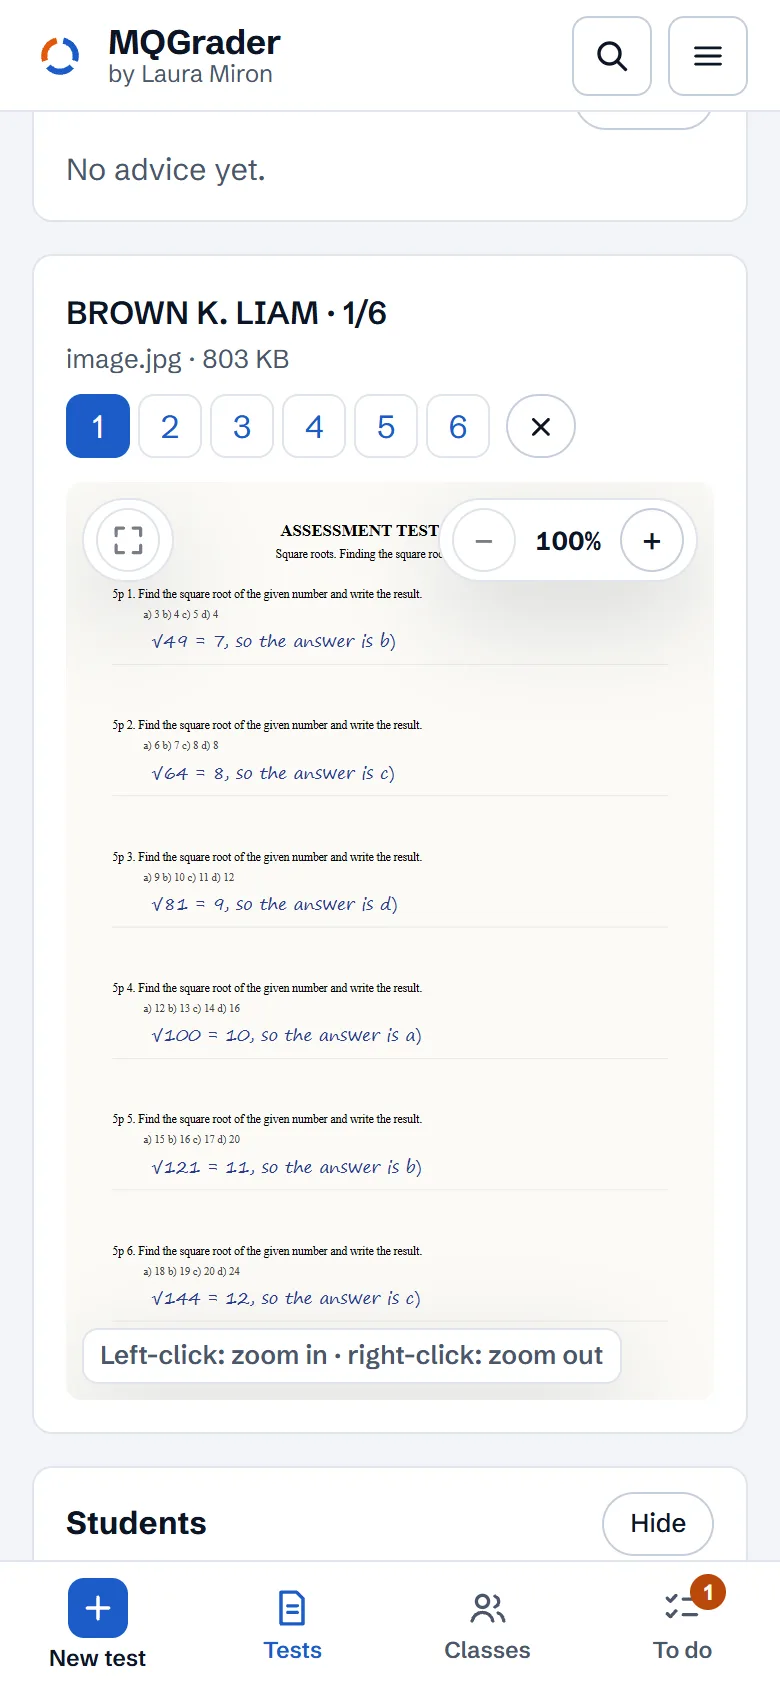 MQGrader
by Laura Miron
No advice yet.
BROWN K. LIAM · 1/6
image.jpg · 803 KB
1 2 3 4 5 6 ×
ASSESSMENT TEST
Square roots. Finding the square
− 100% +
5p 1. Find the square root of the given number and write the result.
a) 3 b) 4 c) 5 d) 4
√49 = 7, so the answer is b)
5p 2. Find the square root of the given number and write the result.
a) 6 b) 7 c) 8 d) 8
√64 = 8, so the answer is c)
5p 3. Find the square root of the given number and write the result.
a) 9 b) 10 c) 11 d) 12
√81 = 9, so the answer is d)
5p 4. Find the square root of the given number and write the result.
a) 12 b) 13 c) 14 d) 16
√100 = 10, so the answer is a)
5p 5. Find the square root of the given number and write the result.
a) 15 b) 16 c) 17 d) 20
√121 = 11, so the answer is b)
5p 6. Find the square root of the given number and write the result.
a) 18 b) 19 c) 20 d) 24
√144 = 12, so the answer is c)
Left-click: zoom in · right-click: zoom out
Students
Hide
1
New test
Tests
Classes
To do